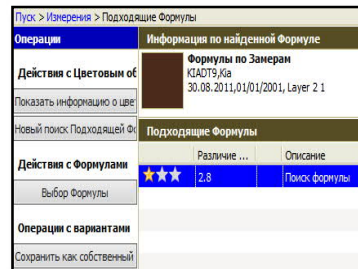 Пуск > Измерения > Подходящие Формулы
Операции
Информация по найденной Формуле
Действия с Цветовым об
Формулы по Замерам
KIADT9,Kia
30.08.2011,01/01/2001, Layer 2 1
Показать информацию о цве
Новый поиск Подходящей Фо
Подходящие Формулы
Действия с Формулами
Различие ...
Описание
2.8
Поиск формулы
Выбор Формулы
Операции с вариантами
Сохранить как собственный